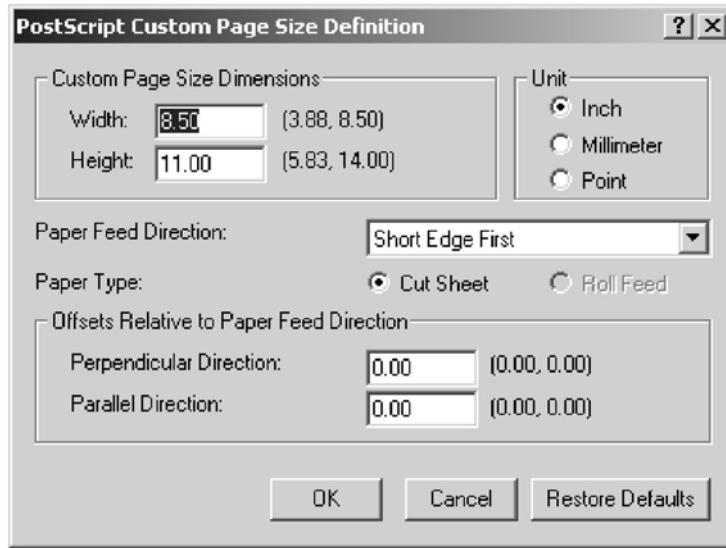 PostScript Custom Page Size Definition ? X
Custom Page Size Dimensions
Width: 8.50 (3.88, 8.50)
Height: 11.00 (5.83, 14.00)
Unit
Inch
Millimeter
Point
Paper Feed Direction: Short Edge First
Paper Type: Cut Sheet Roll Feed
Offsets Relative to Paper Feed Direction
Perpendicular Direction: 0.00 (0.00, 0.00)
Parallel Direction: 0.00 (0.00, 0.00)
OK Cancel Restore Defaults